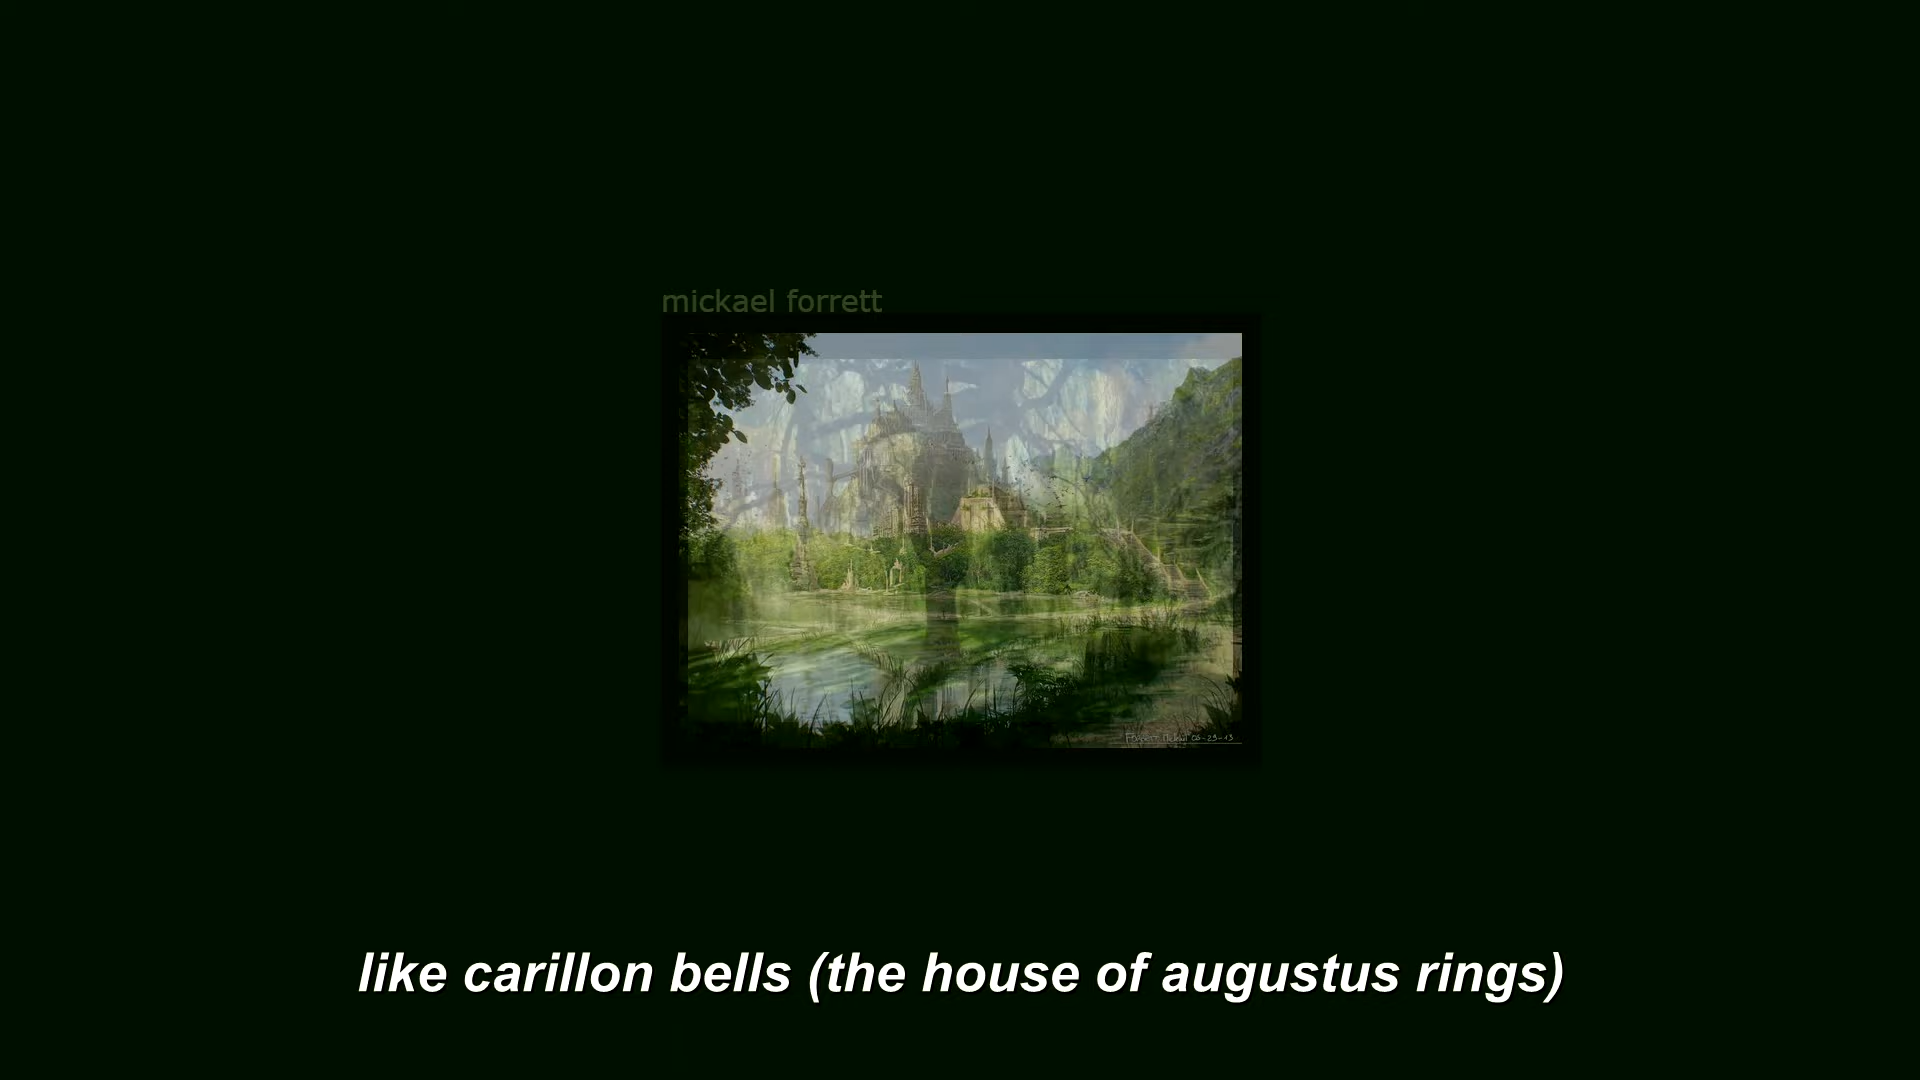 mickael forrett
like carillon bells (the house of augustus rings)